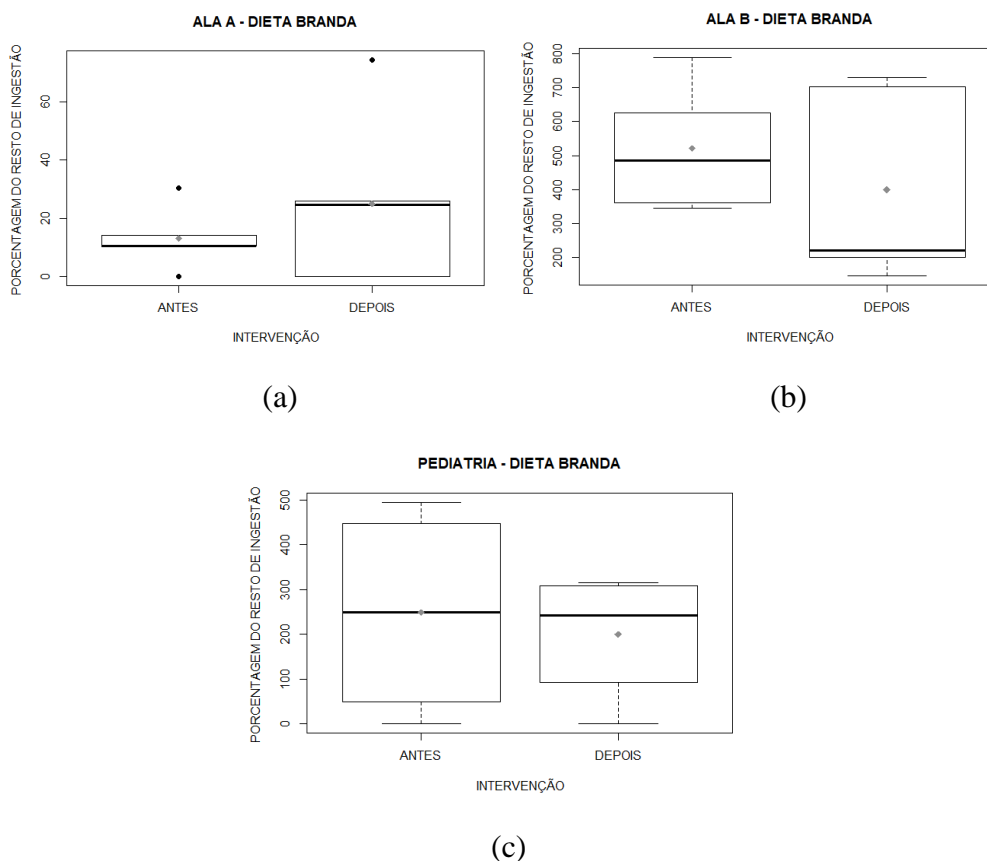 ALA A - DIETA BRANDA
PORCENTAGEM DO RESTO DE INGESTÃO
60
40
20
0
ANTES
DEPOIS
INTERVENÇÃO
(a)
ALA B - DIETA BRANDA
PORCENTAGEM DO RESTO DE INGESTÃO
800
700
600
500
400
300
200
ANTES
DEPOIS
INTERVENÇÃO
(b)
PEDIATRIA - DIETA BRANDA
PORCENTAGEM DO RESTO DE INGESTÃO
500
400
300
200
100
0
ANTES
DEPOIS
INTERVENÇÃO
(c)